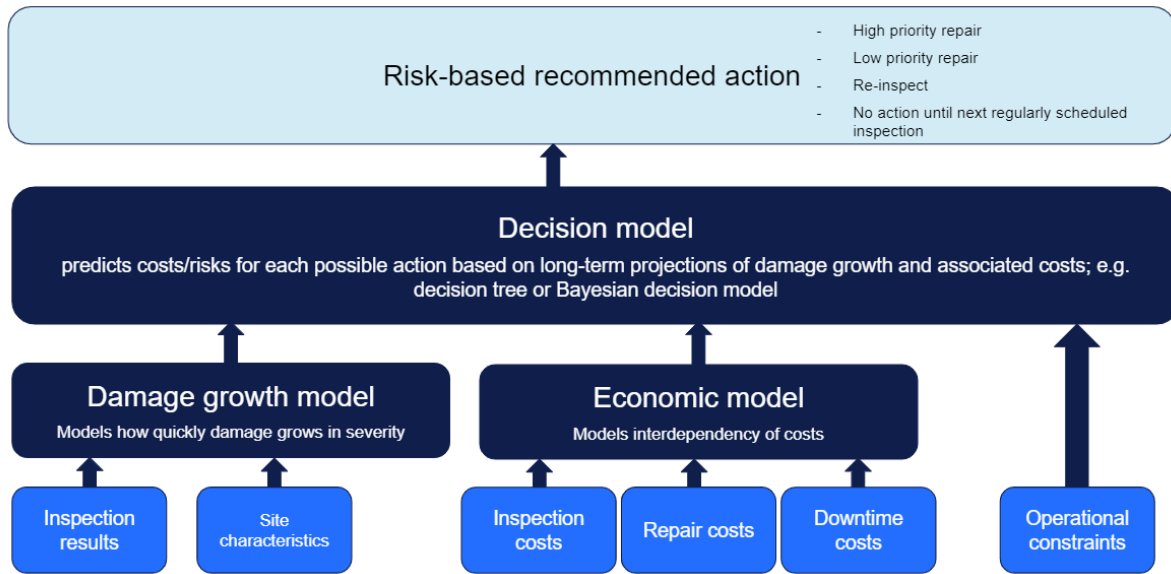 Risk-based recommended action
- High priority repair
- Low priority repair
- Re-inspect
- No action until next regularly scheduled
inspection
Decision model
predicts costs/risks for each possible action based on long-term projections of damage growth and associated costs; e.g.
decision tree or Bayesian decision model
Damage growth model
Models how quickly damage grows in severity
Economic model
Models interdependency of costs
Inspection
results
Site
characteristics
Inspection
costs
Repair costs
Downtime
costs
Operational
constraints